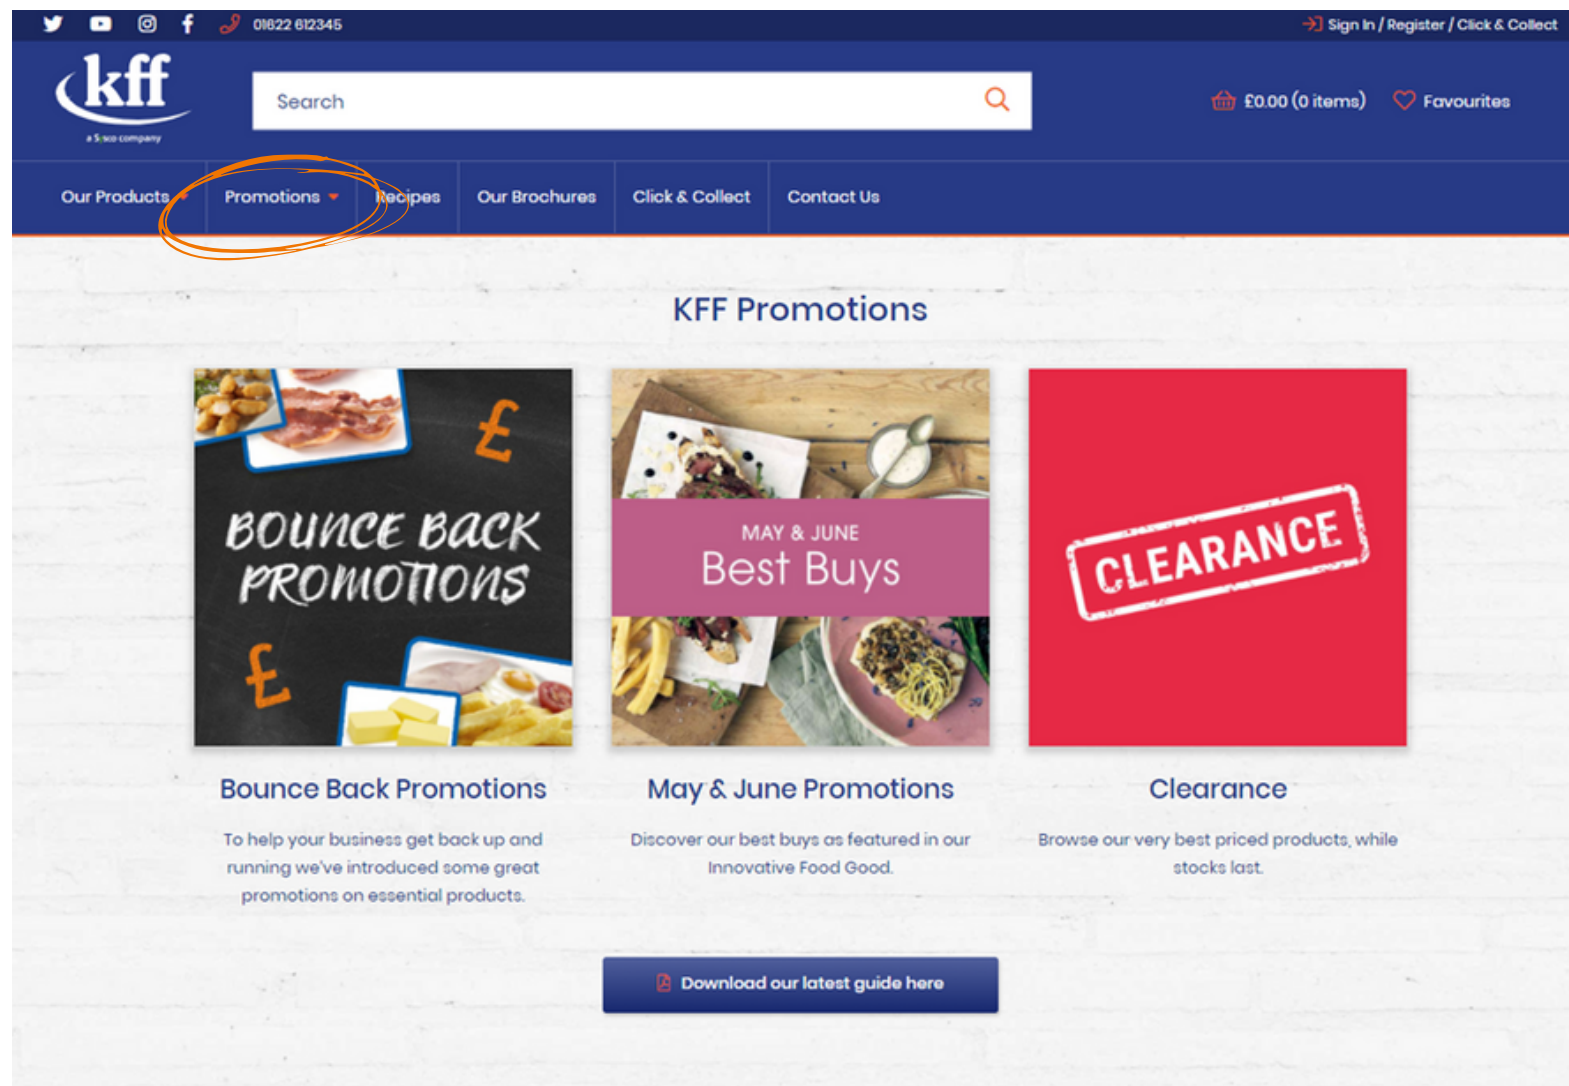 01622 612345
Sign In / Register / Click & Collect
kff
a Sysco company
Search
£0.00 (0 items)
Favourites
Our Products
Promotions
Recipes
Our Brochures
Click & Collect
Contact Us
KFF Promotions
£
BOUNCE BACK
PROMOTIONS
£
MAY & JUNE
Best Buys
CLEARANCE
Bounce Back Promotions
To help your business get back up and
running we've introduced some great
promotions on essential products.
May & June Promotions
Discover our best buys as featured in our
Innovative Food Good.
Clearance
Browse our very best priced products, while
stocks last.
Download our latest guide here